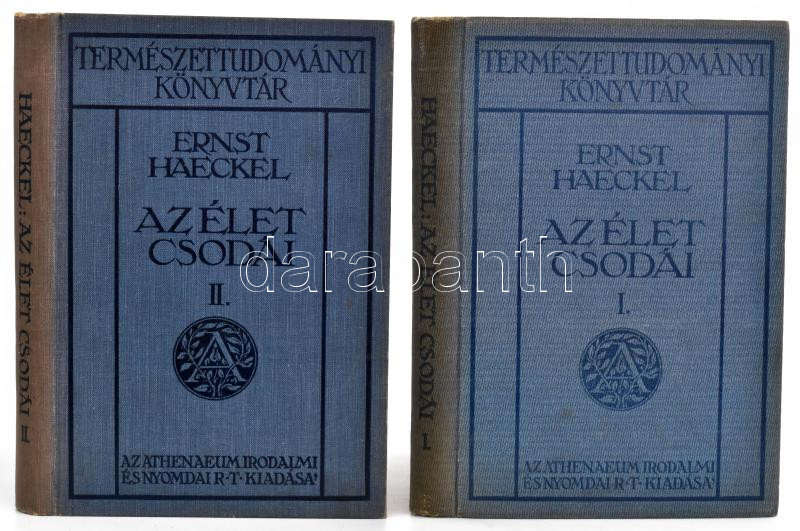 HAECKEL: AZ ÉLET CSODÁI II
TERMÉSZETTUDOMÁNYI
KÖNYVTÁR
ERNST
HAECKEL
AZ ÉLET
CSODÁI
II.
A
AZ ATHENAEUM IRODALMI
ÉS NYOMDAI R·T· KIADÁSA
HAECKEL: AZ ÉLET CSODÁI I.
TERMÉSZETTUDOMÁNYI
KÖNYVTÁR
ERNST
HAECKEL
AZ ÉLET
CSODÁI
I.
A
AZ ATHENAEUM IRODALMI
ÉS NYOMDAI R·T· KIADÁSA
darabanth